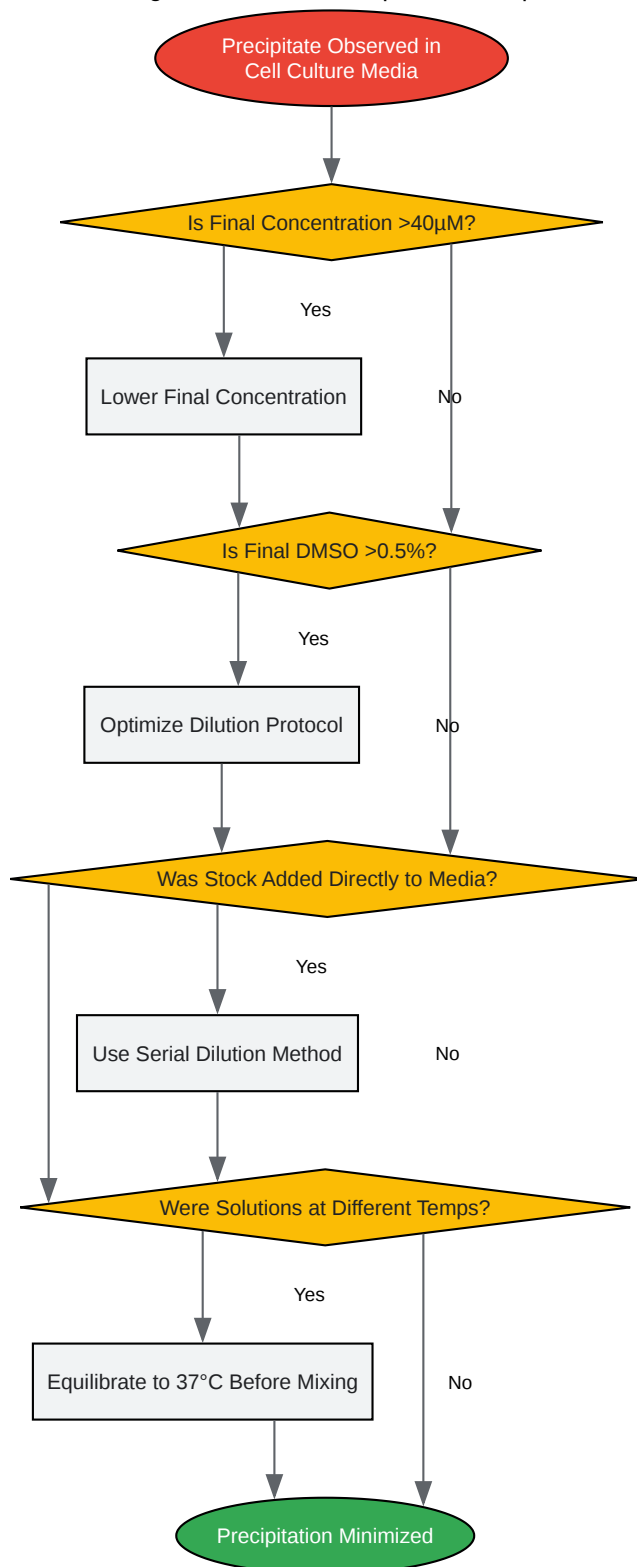 Precipitate Observed in
Cell Culture Media
Is Final Concentration >40µM?
Yes
Lower Final Concentration
No
Is Final DMSO >0.5%?
Yes
Optimize Dilution Protocol
No
Was Stock Added Directly to Media?
Yes
Use Serial Dilution Method
No
Were Solutions at Different Temps?
Yes
Equilibrate to 37°C Before Mixing
No
Precipitation Minimized